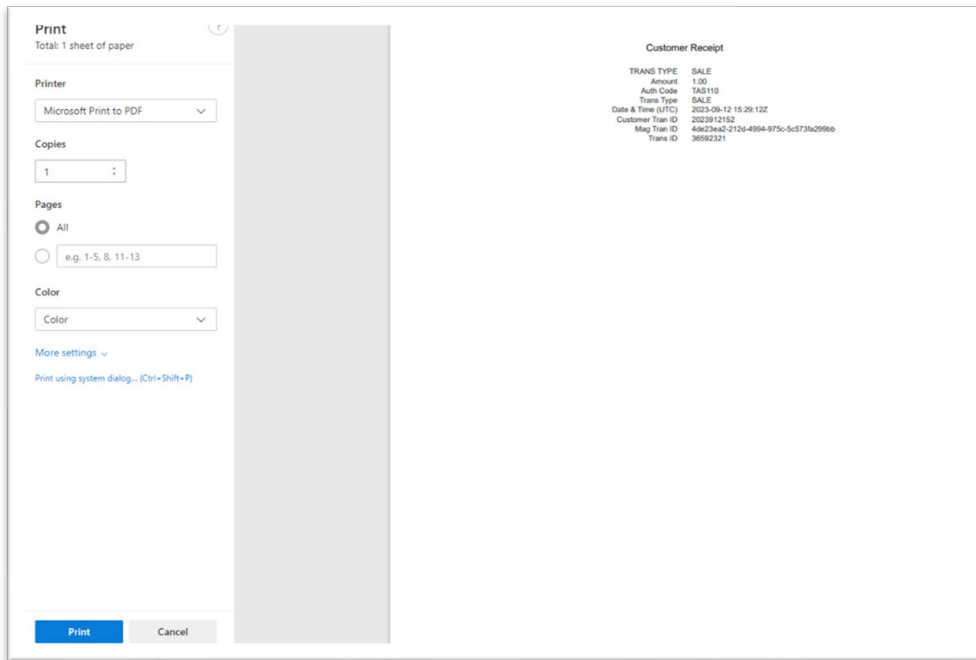 Print
?
Total: 1 sheet of paper
Printer
Microsoft Print to PDF
Copies
1
Pages
All
e.g. 1-5, 8, 11-13
Color
Color
More settings
Print using system dialog... (Ctrl+Shift+P)
Print Cancel
Customer Receipt
TRANS TYPE SALE
Amount 1.00
Auth Code TAS110
Trans Type SALE
Date & Time (UTC) 2023-09-12 15:29:12Z
Customer Tran ID 2023912152
Mag Tran ID 4de23ea2-212d-4994-975c-5c573fa299bb
Trans ID 36592321